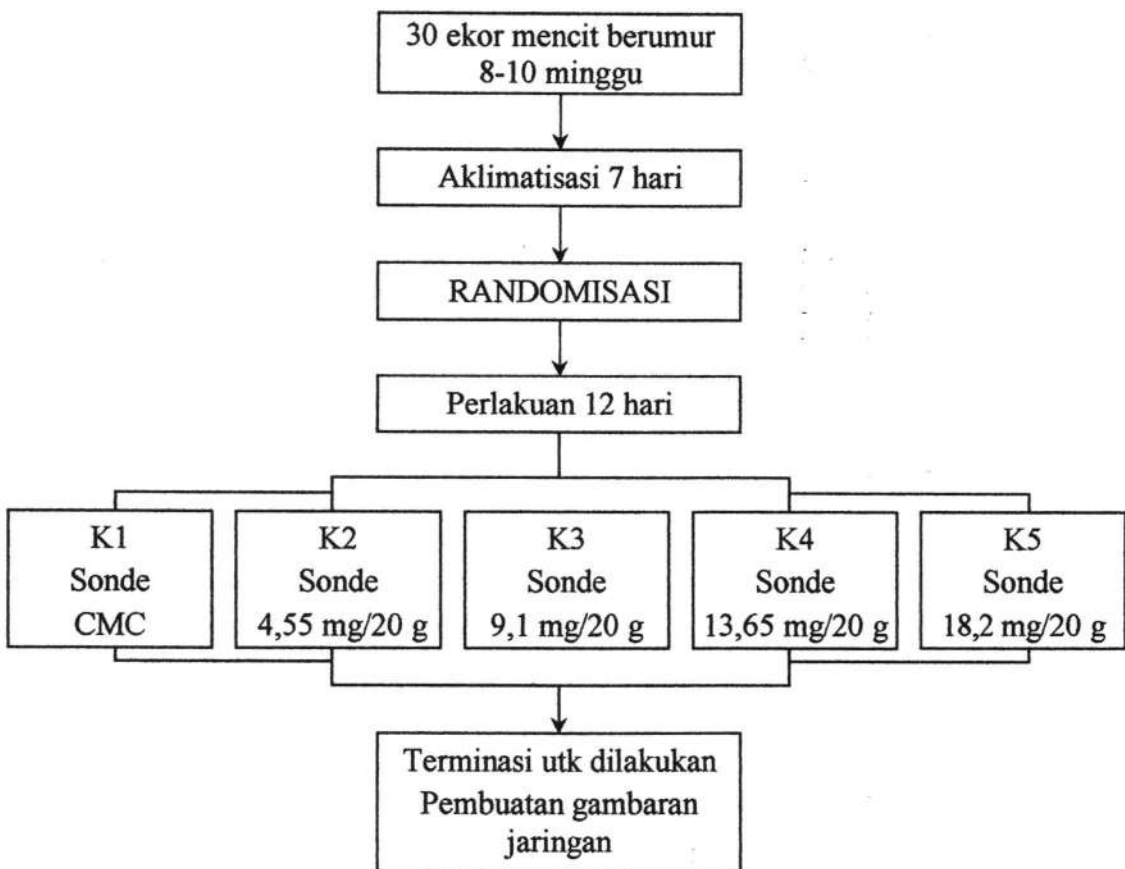 30 ekor mencit berumur
8-10 minggu
Aklimatisasi 7 hari
RANDOMISASI
Perlakuan 12 hari
K1
Sonde
CMC
K2
Sonde
4,55 mg/20 g
K3
Sonde
9,1 mg/20 g
K4
Sonde
13,65 mg/20 g
K5
Sonde
18,2 mg/20 g
Terminasi utk dilakukan
Pembuatan gambaran
jaringan